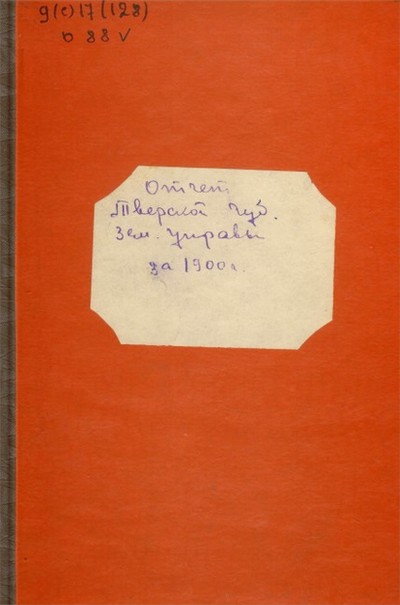 9(с)17(128)
О 88 V
Отчет
Тверской губ.
Зем. управы
за 1900 г.